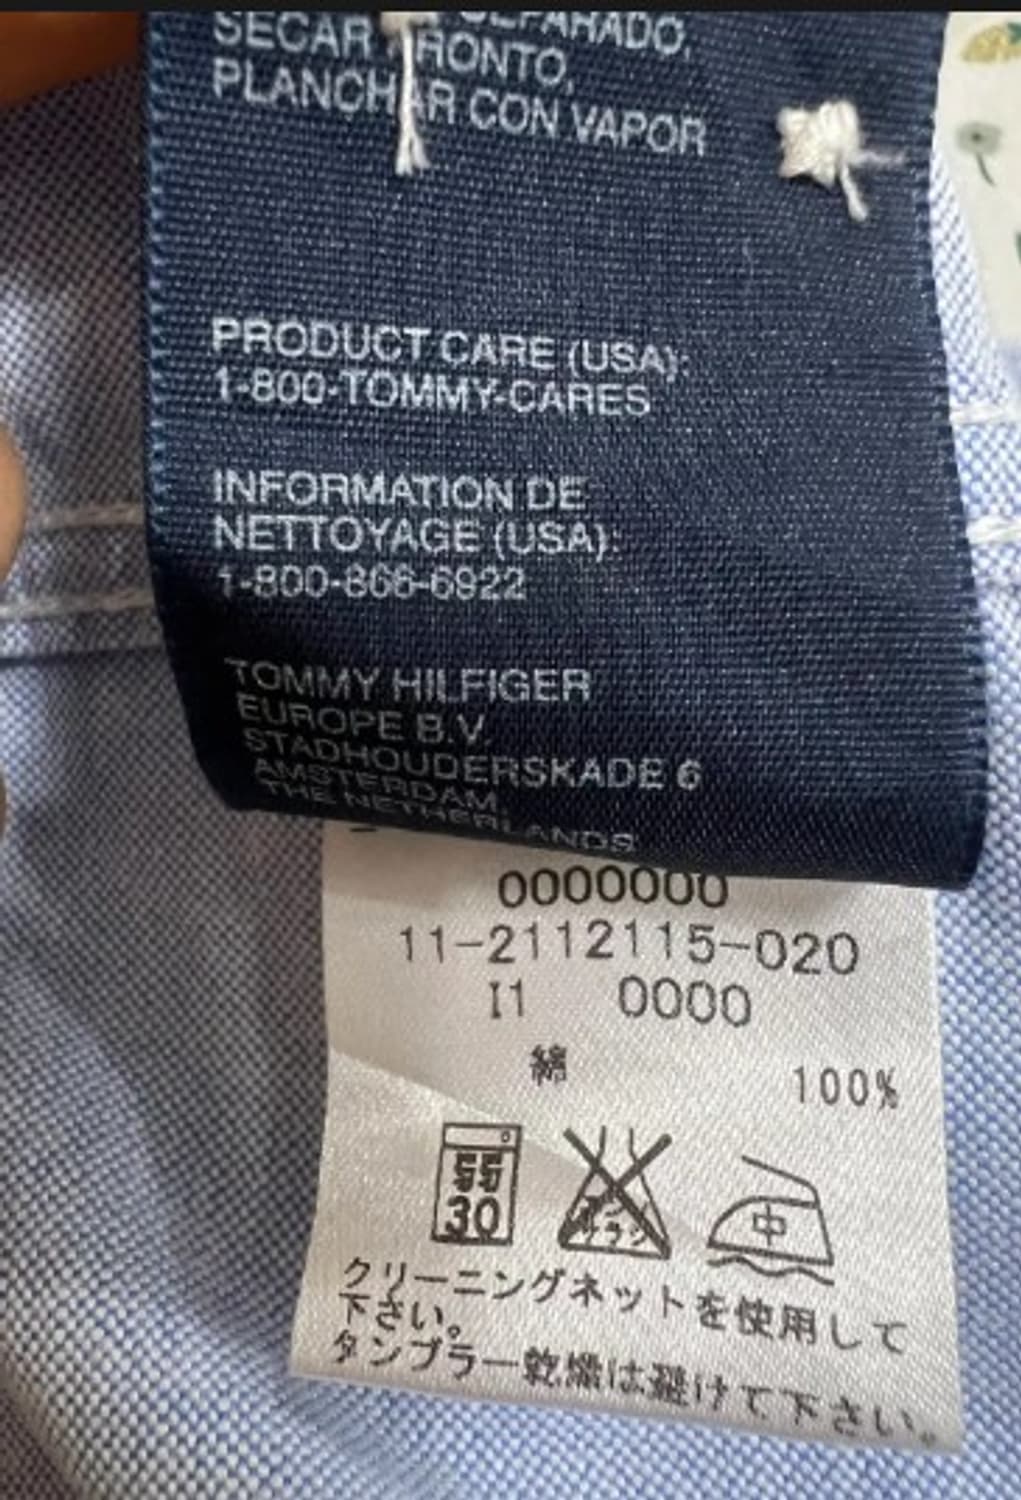 SEPARADO,
SECAR PRONTO,
PLANCHAR CON VAPOR
PRODUCT CARE (USA):
1-800-TOMMY-CARES
INFORMATION DE
NETTOYAGE (USA):
1-800-866-6922
TOMMY HILFIGER
EUROPE B.V.
STADHOUDERSKADE 6
AMSTERDAM
THE NETHERLANDS
0000000
11-2112115-020
I1 0000
綿 100%
弱 30 中
クリーニングネットを使用して
下さい。
タンブラー乾燥は避けて下さい。